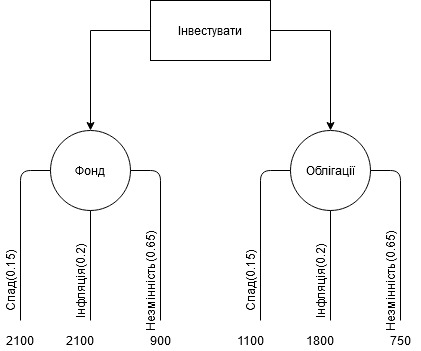 Інвестувати
Фонд
Облігації
Спад(0.15)
Інфляція(0.2)
Незмінність (0.65)
Спад(0.15)
Інфляція(0.2)
Незмінність (0.65)
2100
2100
900
1100
1800
750